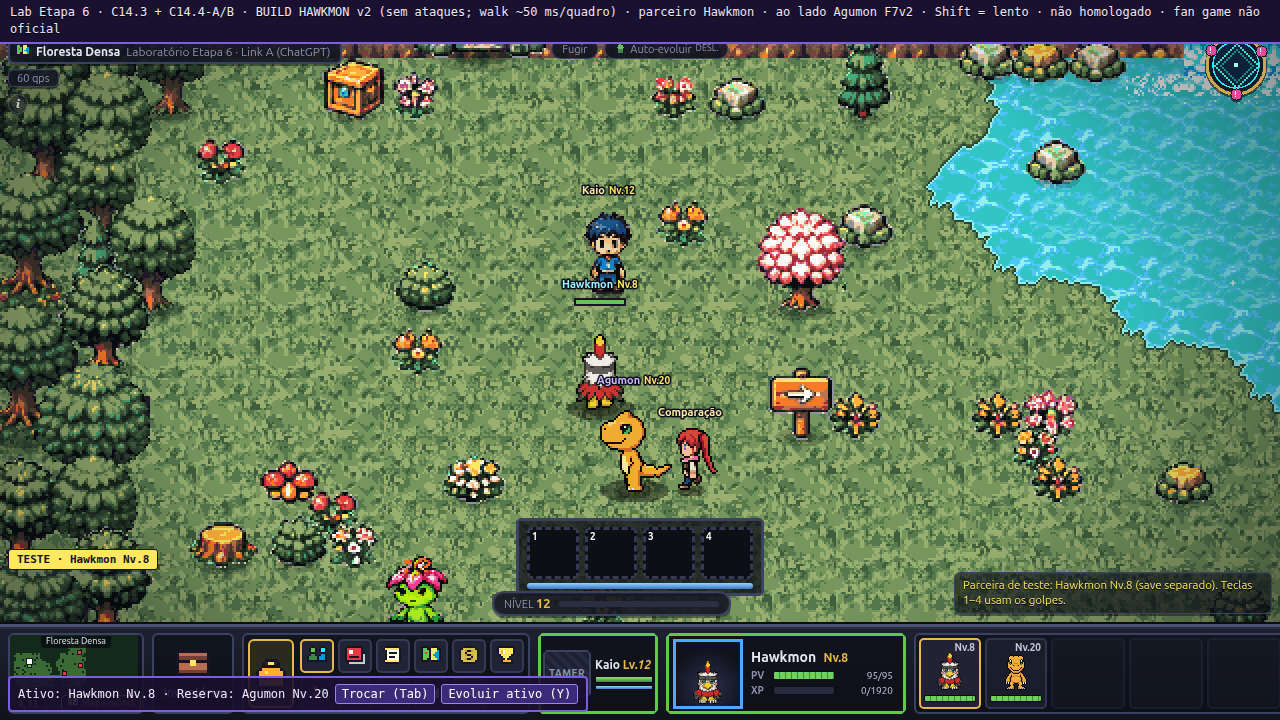 Lab Etapa 6 · C14.3 + C14.4-A/B · BUILD HAWKMON v2 (sem ataques; walk ~50 ms/quadro) · parceiro Hawkmon · ao lado Agumon F7v2 · Shift = lento · não homologado · fan game não
oficial
Floresta Densa Laboratório Etapa 6 · Link A (ChatGPT)
Fugir
Auto-evoluir DESL.
60 qps
i
Kaio Nv.12
Hawkmon Nv.8
Agumon Nv.20
Comparação
1 2 3 4
TESTE · Hawkmon Nv.8
NÍVEL 12
Parceira de teste: Hawkmon Nv.8 (save separado). Teclas
1–4 usam os golpes.
Floresta Densa
TAMER
Kaio Lv.12
Hawkmon Nv.8
PV 95/95
XP 0/1920
Nv.8
Nv.20
Ativo: Hawkmon Nv.8 · Reserva: Agumon Nv.20 Trocar (Tab) Evoluir ativo (Y)